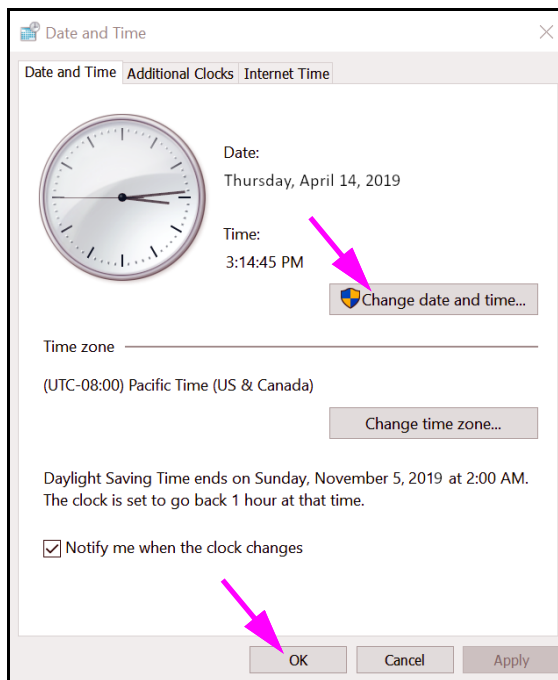 Date and Time
Date and Time Additional Clocks Internet Time
Date:
Thursday, April 14, 2019
Time:
3:14:45 PM
Change date and time...
Time zone
(UTC-08:00) Pacific Time (US & Canada)
Change time zone...
Daylight Saving Time ends on Sunday, November 5, 2019 at 2:00 AM.
The clock is set to go back 1 hour at that time.
Notify me when the clock changes
OK Cancel Apply